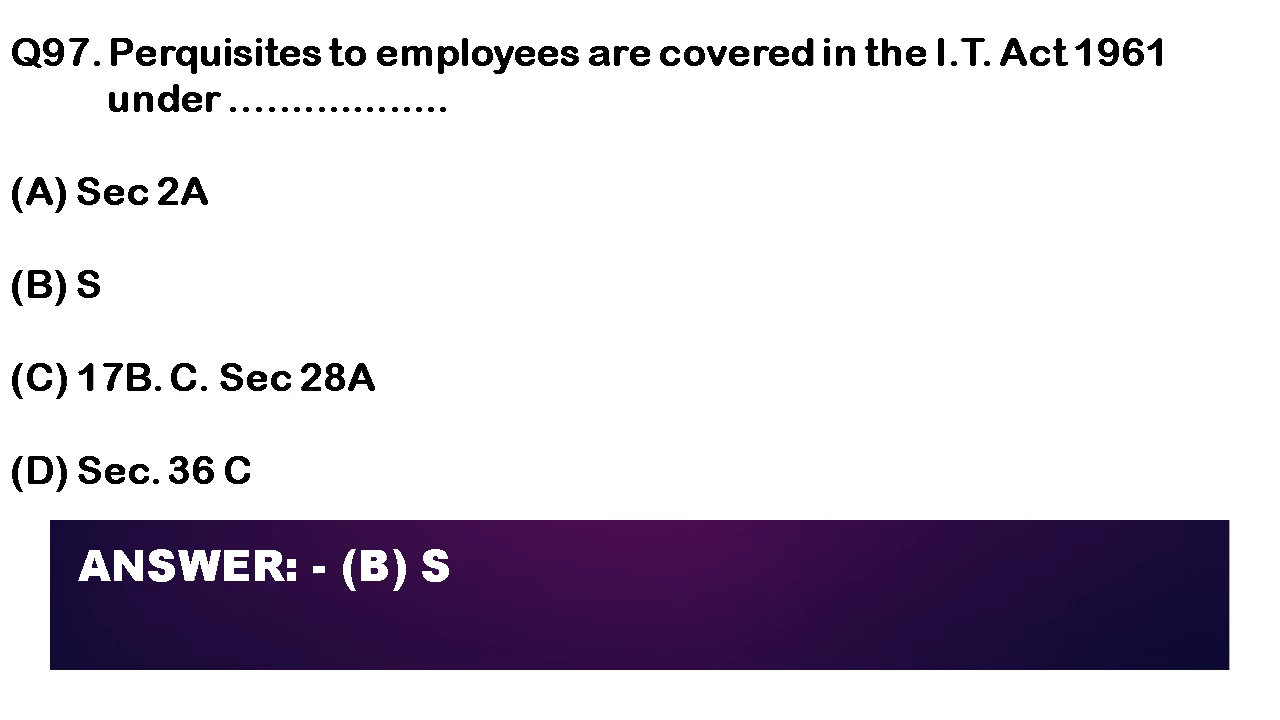 Q97. Perquisites to employees are covered in the I.T. Act 1961
under ..................
(A) Sec 2A
(B) S
(C) 17B. C. Sec 28A
(D) Sec. 36 C
ANSWER: - (B) S